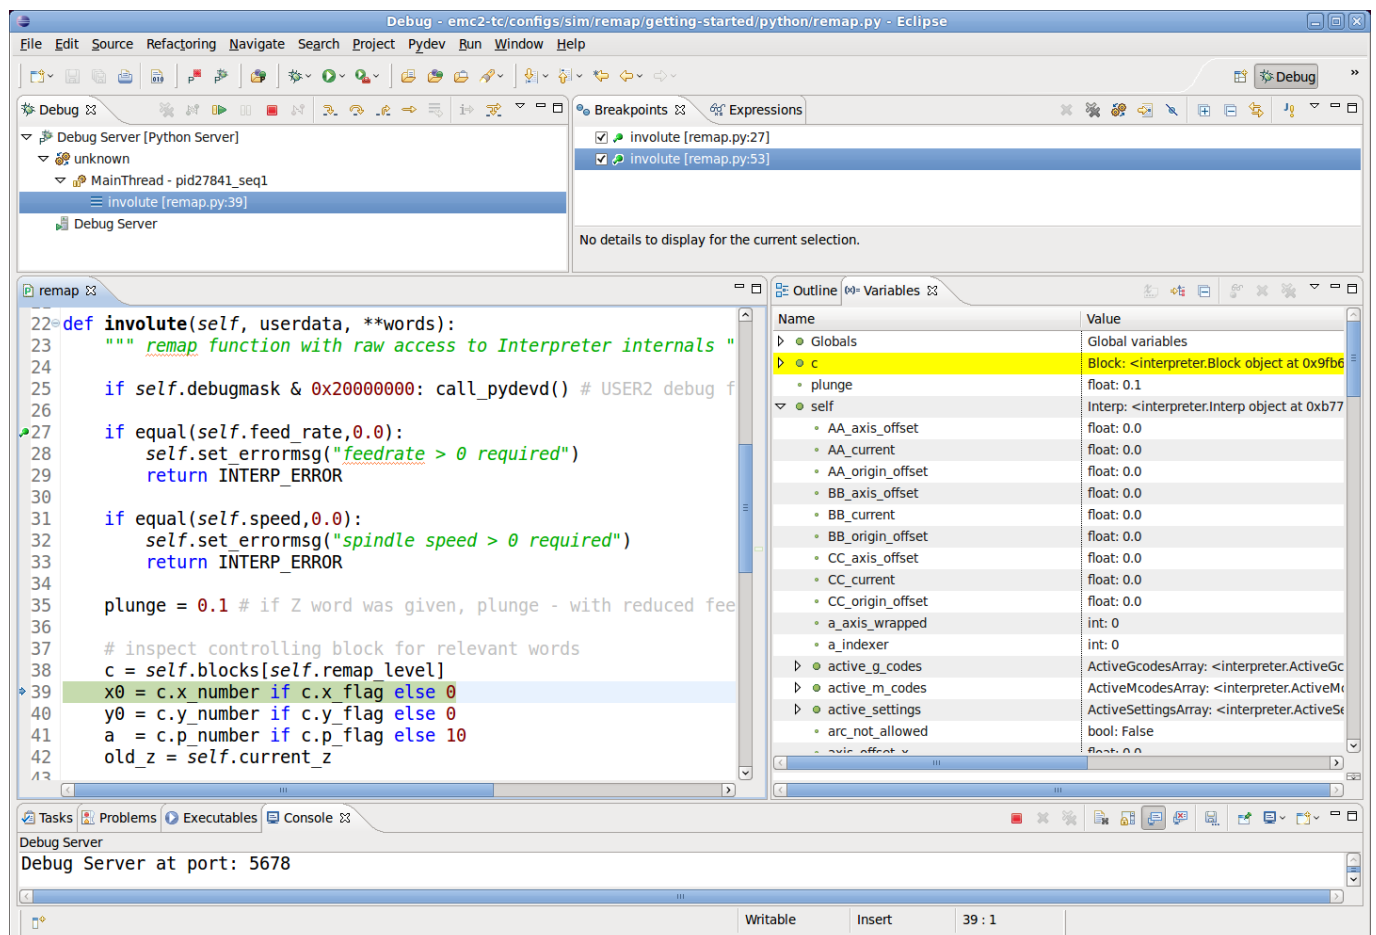 Debug - emc2-tc/configs/sim/remap/getting-started/python/remap.py - Eclipse
File Edit Source Refactoring Navigate Search Project Pydev Run Window Help
Debug »
Debug
Debug Server [Python Server]
unknown
MainThread - pid27841_seq1
involute [remap.py:39]
Debug Server
Breakpoints Expressions
involute [remap.py:27]
involute [remap.py:53]
No details to display for the current selection.
remap
22 def involute(self, userdata, **words):
23 """ remap function with raw access to Interpreter internals "
24
25 if self.debugmask & 0x20000000: call_pydevd() # USER2 debug f
26
27 if equal(self.feed_rate,0.0):
28 self.set_errormsg("feedrate > 0 required")
29 return INTERP_ERROR
30
31 if equal(self.speed,0.0):
32 self.set_errormsg("spindle speed > 0 required")
33 return INTERP_ERROR
34
35 plunge = 0.1 # if Z word was given, plunge - with reduced fee
36
37 # inspect controlling block for relevant words
38 c = self.blocks[self.remap_level]
39 x0 = c.x_number if c.x_flag else 0
40 y0 = c.y_number if c.y_flag else 0
41 a = c.p_number if c.p_flag else 10
42 old_z = self.current_z
43
Outline Variables
Name Value
Globals Global variables
c Block: <interpreter.Block object at 0x9fb6
plunge float: 0.1
self Interp: <interpreter.Interp object at 0xb77
AA_axis_offset float: 0.0
AA_current float: 0.0
AA_origin_offset float: 0.0
BB_axis_offset float: 0.0
BB_current float: 0.0
BB_origin_offset float: 0.0
CC_axis_offset float: 0.0
CC_current float: 0.0
CC_origin_offset float: 0.0
a_axis_wrapped int: 0
a_indexer int: 0
active_g_codes ActiveGcodesArray: <interpreter.ActiveGc
active_m_codes ActiveMcodesArray: <interpreter.ActiveMc
active_settings ActiveSettingsArray: <interpreter.ActiveSe
arc_not_allowed bool: False
axis_offset_x float: 0.0
Tasks Problems Executables Console
Debug Server
Debug Server at port: 5678
Writable Insert 39 : 1